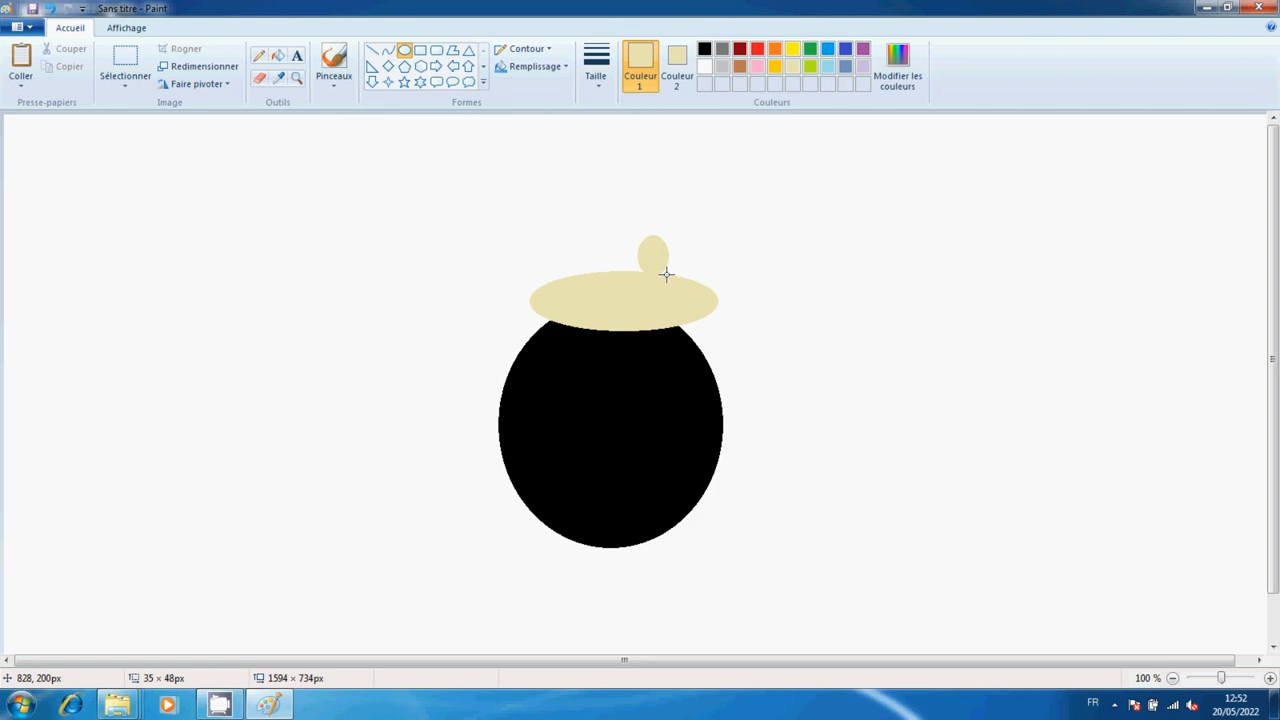 Sans titre - Paint
Accueil Affichage
Coller
Couper
Copier
Presse-papiers
Sélectionner
Rogner
Redimensionner
Faire pivoter
Image
A
Outils
Pinceaux
Formes
Contour
Remplissage
Taille
Couleur
1
Couleur
2
Couleurs
Modifier les
couleurs
828, 200px 35 × 48px 1594 × 734px 100 %
FR 12:52
20/05/2022